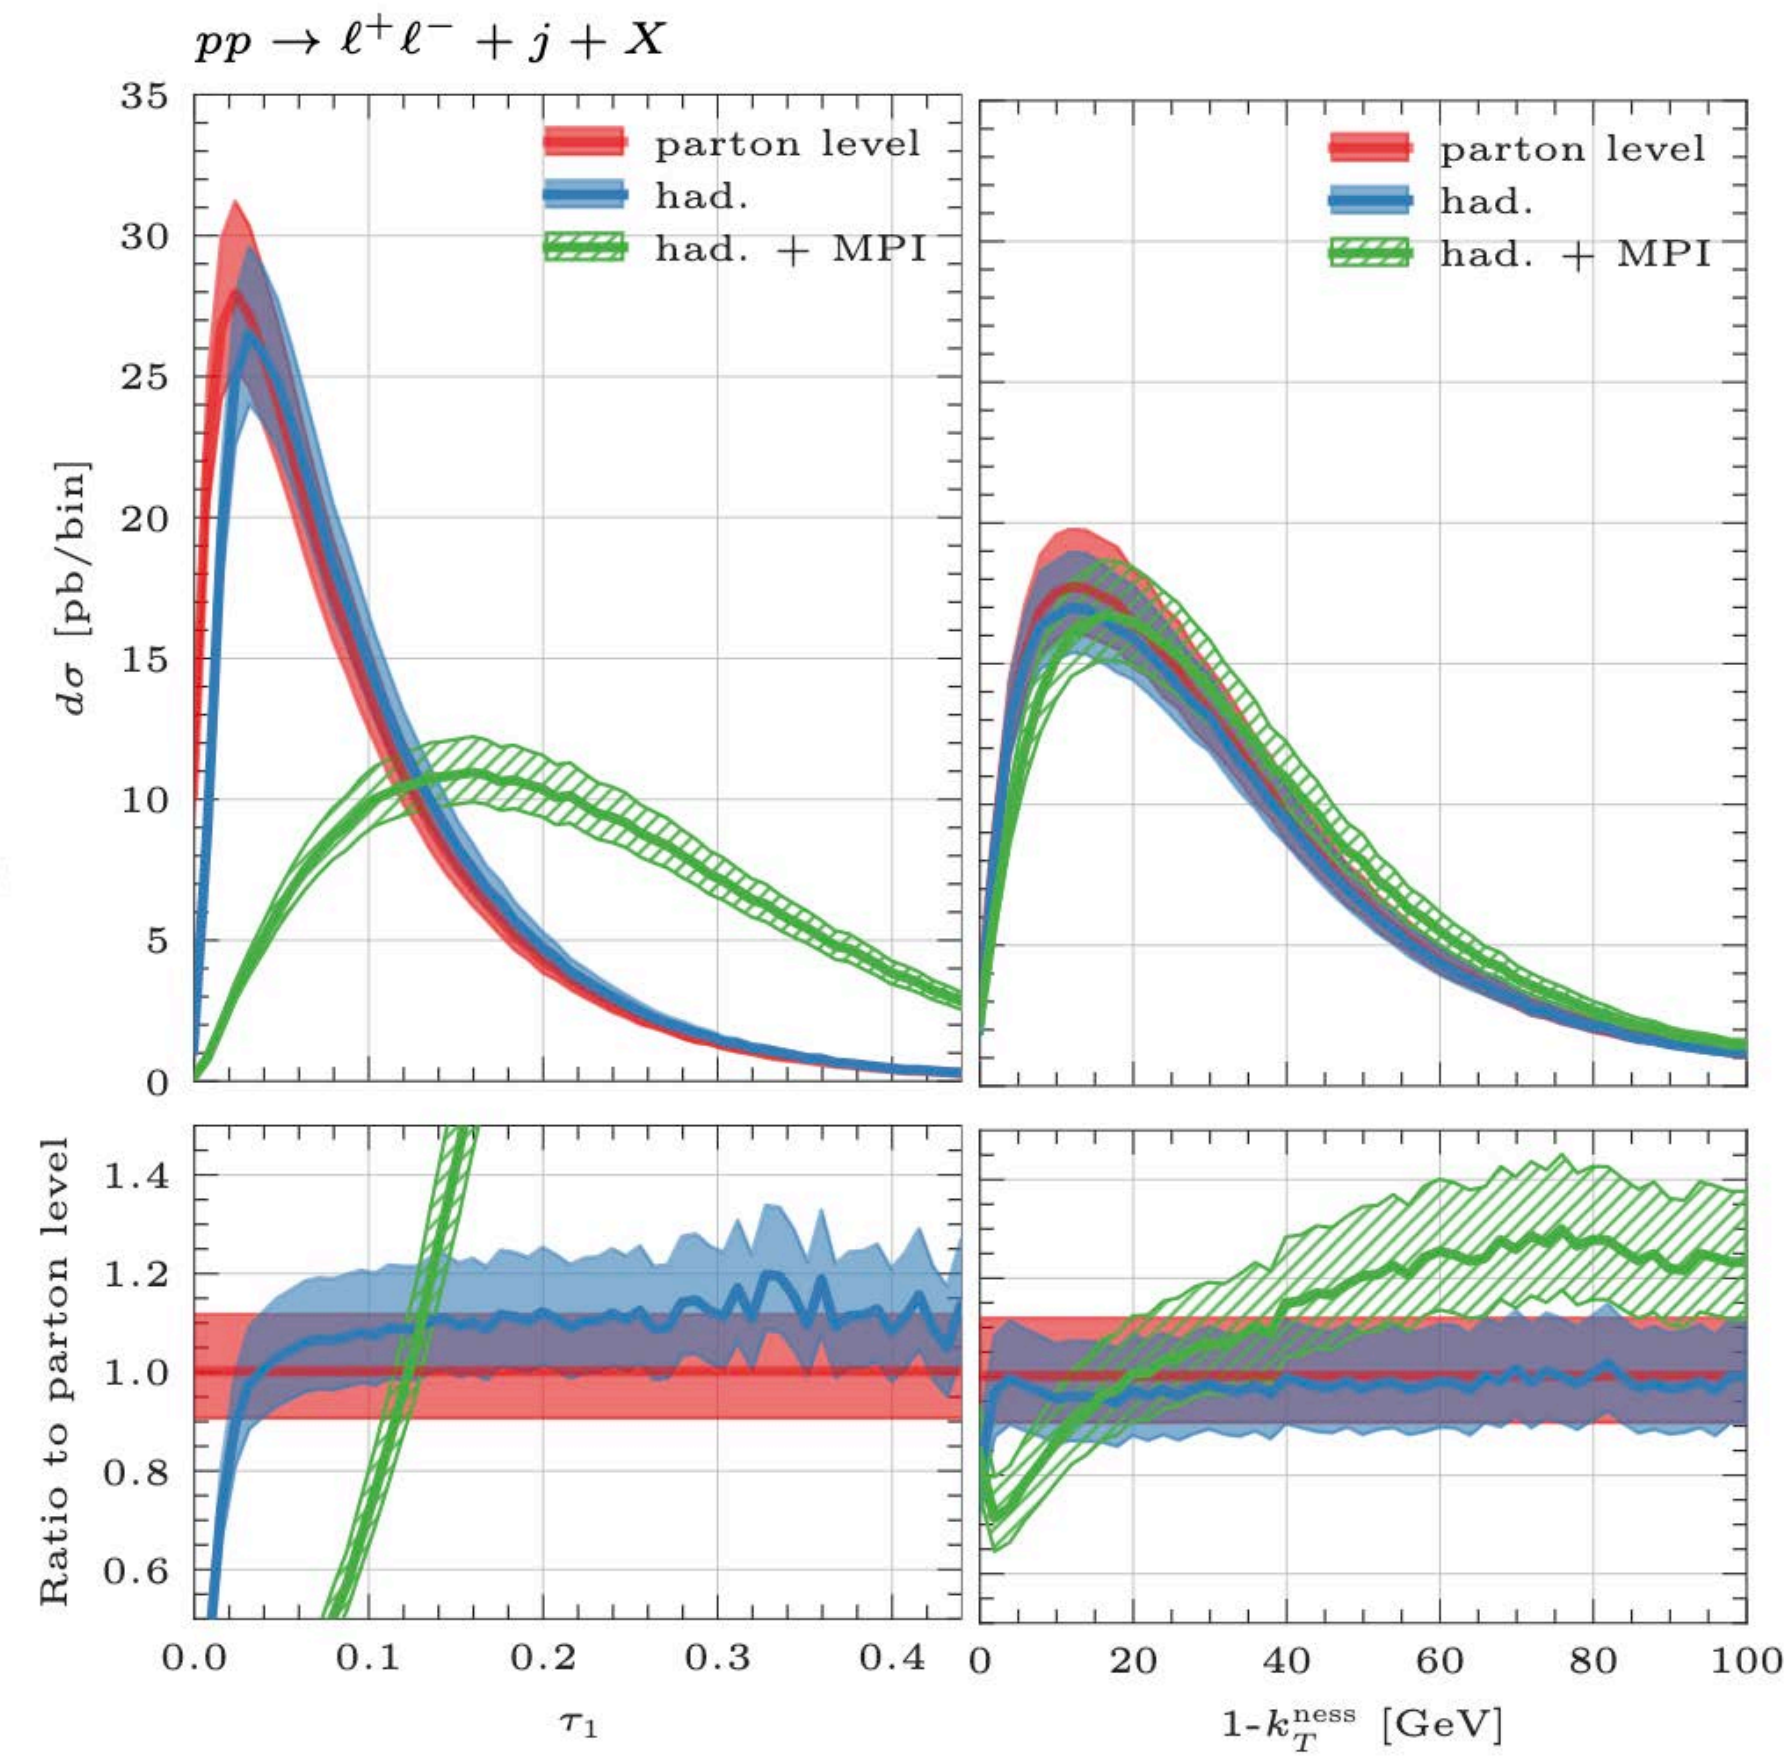 pp → ℓ⁺ℓ⁻ + j + X
35
30
25
20
15
10
5
0
dσ [pb/bin]
parton level
had.
had. + MPI
parton level
had.
had. + MPI
1.4
1.2
1.0
0.8
0.6
Ratio to parton level
0.0 0.1 0.2 0.3 0.4
τ₁
0 20 40 60 80 100
1-k_T^ness [GeV]